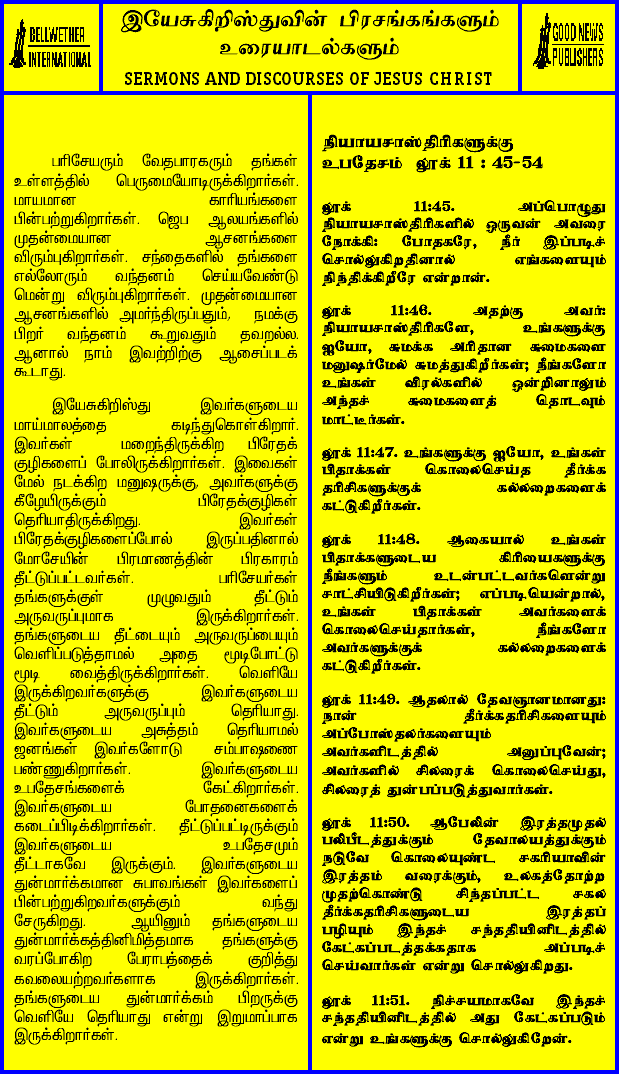 BELLWETHER
INTERNATIONAL
இயேசுகிறிஸ்துவின் பிரசங்கங்களும்
உரையாடல்களும்
SERMONS AND DISCOURSES OF JESUS CHRIST
GOOD NEWS
PUBLISHERS
பரிசேயரும் வேதபாரகரும் தங்கள்
உள்ளத்தில் பெருமையோடிருக்கிறார்கள்.
மாயமான காரியங்களை
பின்பற்றுகிறார்கள். ஜெப ஆலயங்களில்
முதன்மையான ஆசனங்களை
விரும்புகிறார்கள். சந்தைகளில் தங்களை
எல்லோரும் வந்தனம் செய்யவேண்டு
மென்று விரும்புகிறார்கள். முதன்மையான
ஆசனங்களில் அமர்ந்திருப்பதும், நமக்கு
பிறர் வந்தனம் கூறுவதும் தவறல்ல.
ஆனால் நாம் இவற்றிற்கு ஆசைப்படக்
கூடாது.
இயேசுகிறிஸ்து இவர்களுடைய
மாய்மாலத்தை கடிந்துகொள்கிறார்.
இவர்கள் மறைந்திருக்கிற பிரேதக்
குழிகளைப் போலிருக்கிறார்கள். இவைகள்
மேல் நடக்கிற மனுஷருக்கு, அவர்களுக்கு
கீழேயிருக்கும் பிரேதக்குழிகள்
தெரியாதிருக்கிறது. இவர்கள்
பிரேதக்குழிகளைப்போல் இருப்பதினால்
மோசேயின் பிரமாணத்தின் பிரகாரம்
தீட்டுப்பட்டவர்கள். பரிசேயர்கள்
தங்களுக்குள் முழுவதும் தீட்டும்
அருவருப்புமாக இருக்கிறார்கள்.
தங்களுடைய தீட்டையும் அருவருப்பையும்
வெளிப்படுத்தாமல் அதை மூடிபோட்டு
மூடி வைத்திருக்கிறார்கள். வெளியே
இருக்கிறவர்களுக்கு இவர்களுடைய
தீட்டும் அருவருப்பும் தெரியாது.
இவர்களுடைய அசுத்தம் தெரியாமல்
ஜனங்கள் இவர்களோடு சம்பாஷணை
பண்ணுகிறார்கள். இவர்களுடைய
உபதேசங்களைக் கேட்கிறார்கள்.
இவர்களுடைய போதனைகளைக்
கடைப்பிடிக்கிறார்கள். தீட்டுப்பட்டிருக்கும்
இவர்களுடைய உபதேசமும்
தீட்டாகவே இருக்கும். இவர்களுடைய
துன்மார்க்கமான சுபாவங்கள் இவர்களைப்
பின்பற்றுகிறவர்களுக்கும் வந்து
சேருகிறது. ஆயினும் தங்களுடைய
துன்மார்க்கத்தினிமித்தமாக தங்களுக்கு
வரப்போகிற பேராபத்தைக் குறித்து
கவலையற்றவர்களாக இருக்கிறார்கள்.
தங்களுடைய துன்மார்க்கம் பிறருக்கு
வெளியே தெரியாது என்று இறுமாப்பாக
இருக்கிறார்கள்.
நியாயசாஸ்திரிகளுக்கு
உபதேசம் லூக் 11 : 45-54
லூக் 11:45. அப்பொழுது
நியாயசாஸ்திரிகளில் ஒருவன் அவரை
நோக்கி: போதகரே, நீர் இப்படிச்
சொல்லுகிறதினால் எங்களையும்
நிந்திக்கிறீரே என்றான்.
லூக் 11:46. அதற்கு அவர்:
நியாயசாஸ்திரிகளே, உங்களுக்கு
ஐயோ, சுமக்க அரிதான சுமைகளை
மனுஷர்மேல் சுமத்துகிறீர்கள்; நீங்களோ
உங்கள் விரல்களில் ஒன்றினாலும்
அந்தச் சுமைகளைத் தொடவும்
மாட்டீர்கள்.
லூக் 11:47. உங்களுக்கு ஐயோ, உங்கள்
பிதாக்கள் கொலைசெய்த தீர்க்க
தரிசிகளுக்குக் கல்லறைகளைக்
கட்டுகிறீர்கள்.
லூக் 11:48. ஆகையால் உங்கள்
பிதாக்களுடைய கிரியைகளுக்கு
நீங்களும் உடன்பட்டவர்களென்று
சாட்சியிடுகிறீர்கள்; எப்படியென்றால்,
உங்கள் பிதாக்கள் அவர்களைக்
கொலைசெய்தார்கள், நீங்களோ
அவர்களுக்குக் கல்லறைகளைக்
கட்டுகிறீர்கள்.
லூக் 11:49. ஆதலால் தேவஞானமானது:
நான் தீர்க்கதரிசிகளையும்
அப்போஸ்தலர்களையும்
அவர்களிடத்தில் அனுப்புவேன்;
அவர்களில் சிலரைக் கொலைசெய்து,
சிலரைத் துன்பப்படுத்துவார்கள்.
லூக் 11:50. ஆபேலின் இரத்தமுதல்
பலிபீடத்துக்கும் தேவாலயத்துக்கும்
நடுவே கொலையுண்ட சகரியாவின்
இரத்தம் வரைக்கும், உலகத்தோற்ற
முதற்கொண்டு சிந்தப்பட்ட சகல
தீர்க்கதரிசிகளுடைய இரத்தப்
பழியும் இந்தச் சந்ததியினிடத்தில்
கேட்கப்படத்தக்கதாக அப்படிச்
செய்வார்கள் என்று சொல்லுகிறது.
லூக் 11:51. நிச்சயமாகவே இந்தச்
சந்ததியினிடத்தில் அது கேட்கப்படும்
என்று உங்களுக்கு சொல்லுகிறேன்.